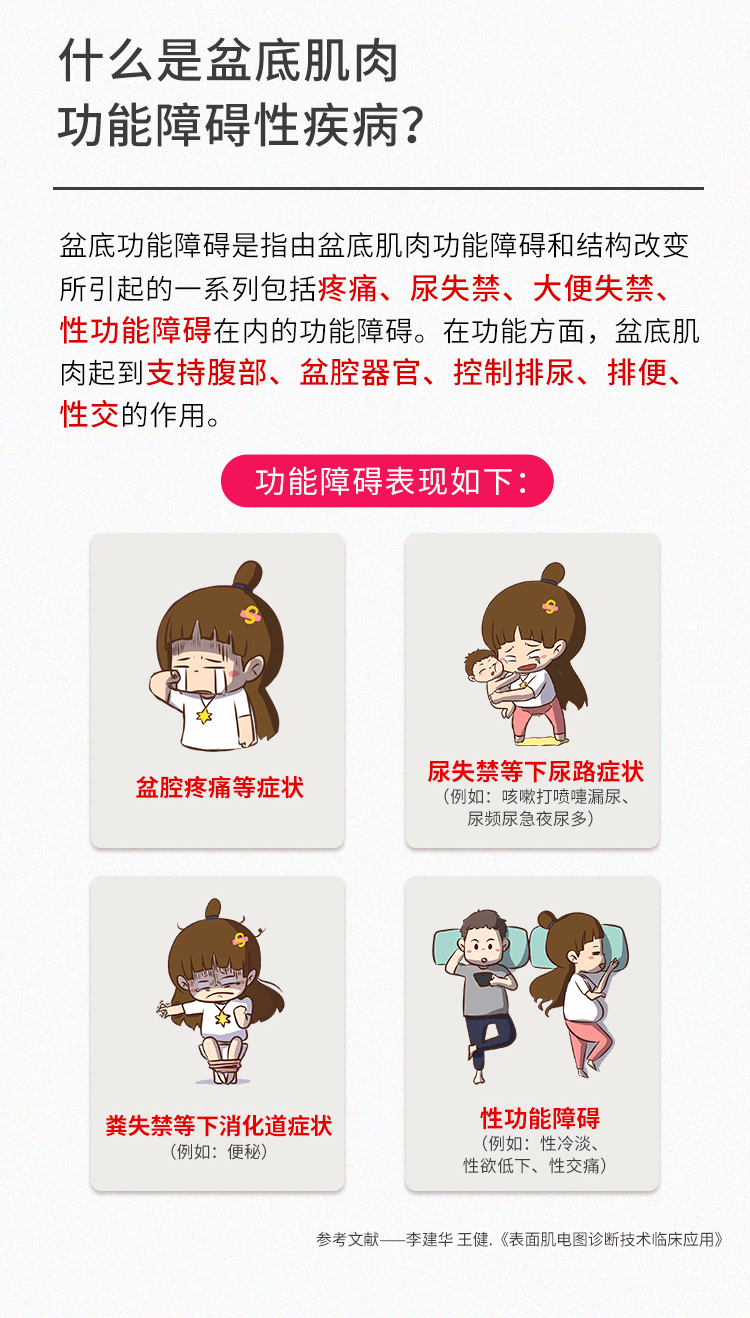 什么是盆底肌肉
功能障碍性疾病？
盆底功能障碍是指由盆底肌肉功能障碍和结构改变
所引起的一系列包括疼痛、尿失禁、大便失禁、
性功能障碍在内的功能障碍。在功能方面，盆底肌
肉起到支持腹部、盆腔器官、控制排尿、排便、
性交的作用。
功能障碍表现如下：
盆腔疼痛等症状
尿失禁等下尿路症状
（例如：咳嗽打喷嚏漏尿、
尿频尿急夜尿多）
粪失禁等下消化道症状
（例如：便秘）
性功能障碍
（例如：性冷淡、
性欲低下、性交痛）
参考文献——李建华 王健.《表面肌电图诊断技术临床应用》